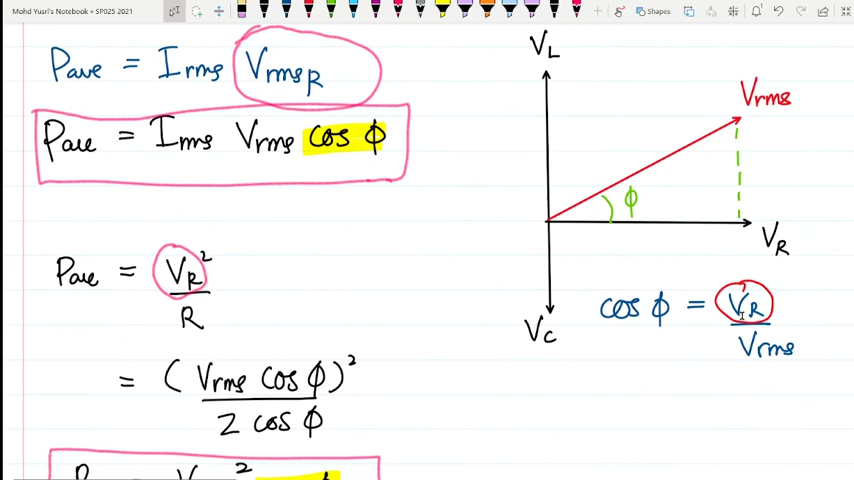 Mohd Yusri's Notebook » SP025 2021
Shapes
Pave = Irms VrmsR
Pave = Irms Vrms cos ϕ
Pave = VR²
R
= (Vrms cos ϕ)²
Z cos ϕ
VL
Vrms
ϕ
VR
VC
cos ϕ = VR
Vrms